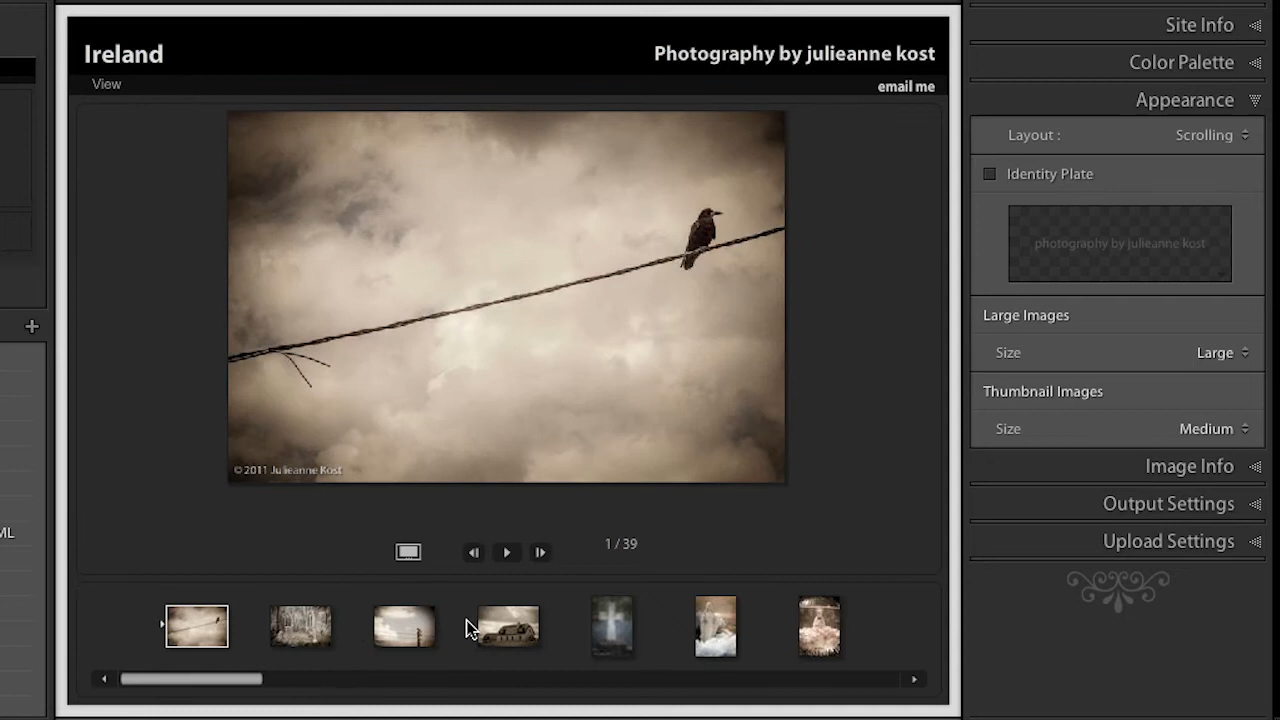 Ireland
Photography by julieanne kost
View
email me
©2011 Julieanne Kost
1 / 39
ML
Site Info
Color Palette
Appearance
Layout : Scrolling
Identity Plate
photography by julieanne kost
Large Images
Size Large
Thumbnail Images
Size Medium
Image Info
Output Settings
Upload Settings